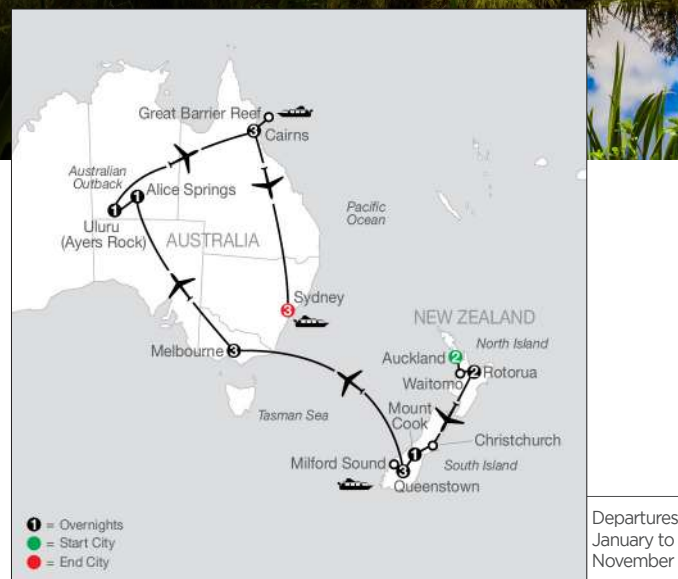 Great Barrier Reef
3
Cairns
Australian
Outback
1
Alice Springs
1
Uluru
(Ayers Rock)
AUSTRALIA
Pacific
Ocean
3
Sydney
NEW ZEALAND
Melbourne
3
Auckland
2
North Island
Waitomo
2
Rotorua
Tasman Sea
Mount
Cook
1
Christchurch
Milford Sound
3
South Island
Queenstown
1 = Overnights
= Start City
= End City
Departures
January to
November